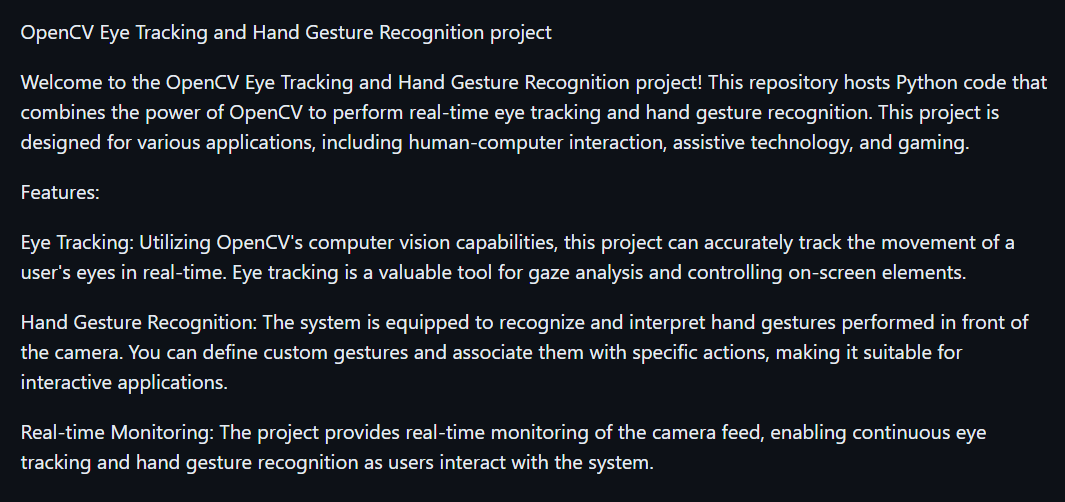 OpenCV Eye Tracking and Hand Gesture Recognition project
Welcome to the OpenCV Eye Tracking and Hand Gesture Recognition project! This repository hosts Python code that
combines the power of OpenCV to perform real-time eye tracking and hand gesture recognition. This project is
designed for various applications, including human-computer interaction, assistive technology, and gaming.
Features:
Eye Tracking: Utilizing OpenCV's computer vision capabilities, this project can accurately track the movement of a
user's eyes in real-time. Eye tracking is a valuable tool for gaze analysis and controlling on-screen elements.
Hand Gesture Recognition: The system is equipped to recognize and interpret hand gestures performed in front of
the camera. You can define custom gestures and associate them with specific actions, making it suitable for
interactive applications.
Real-time Monitoring: The project provides real-time monitoring of the camera feed, enabling continuous eye
tracking and hand gesture recognition as users interact with the system.